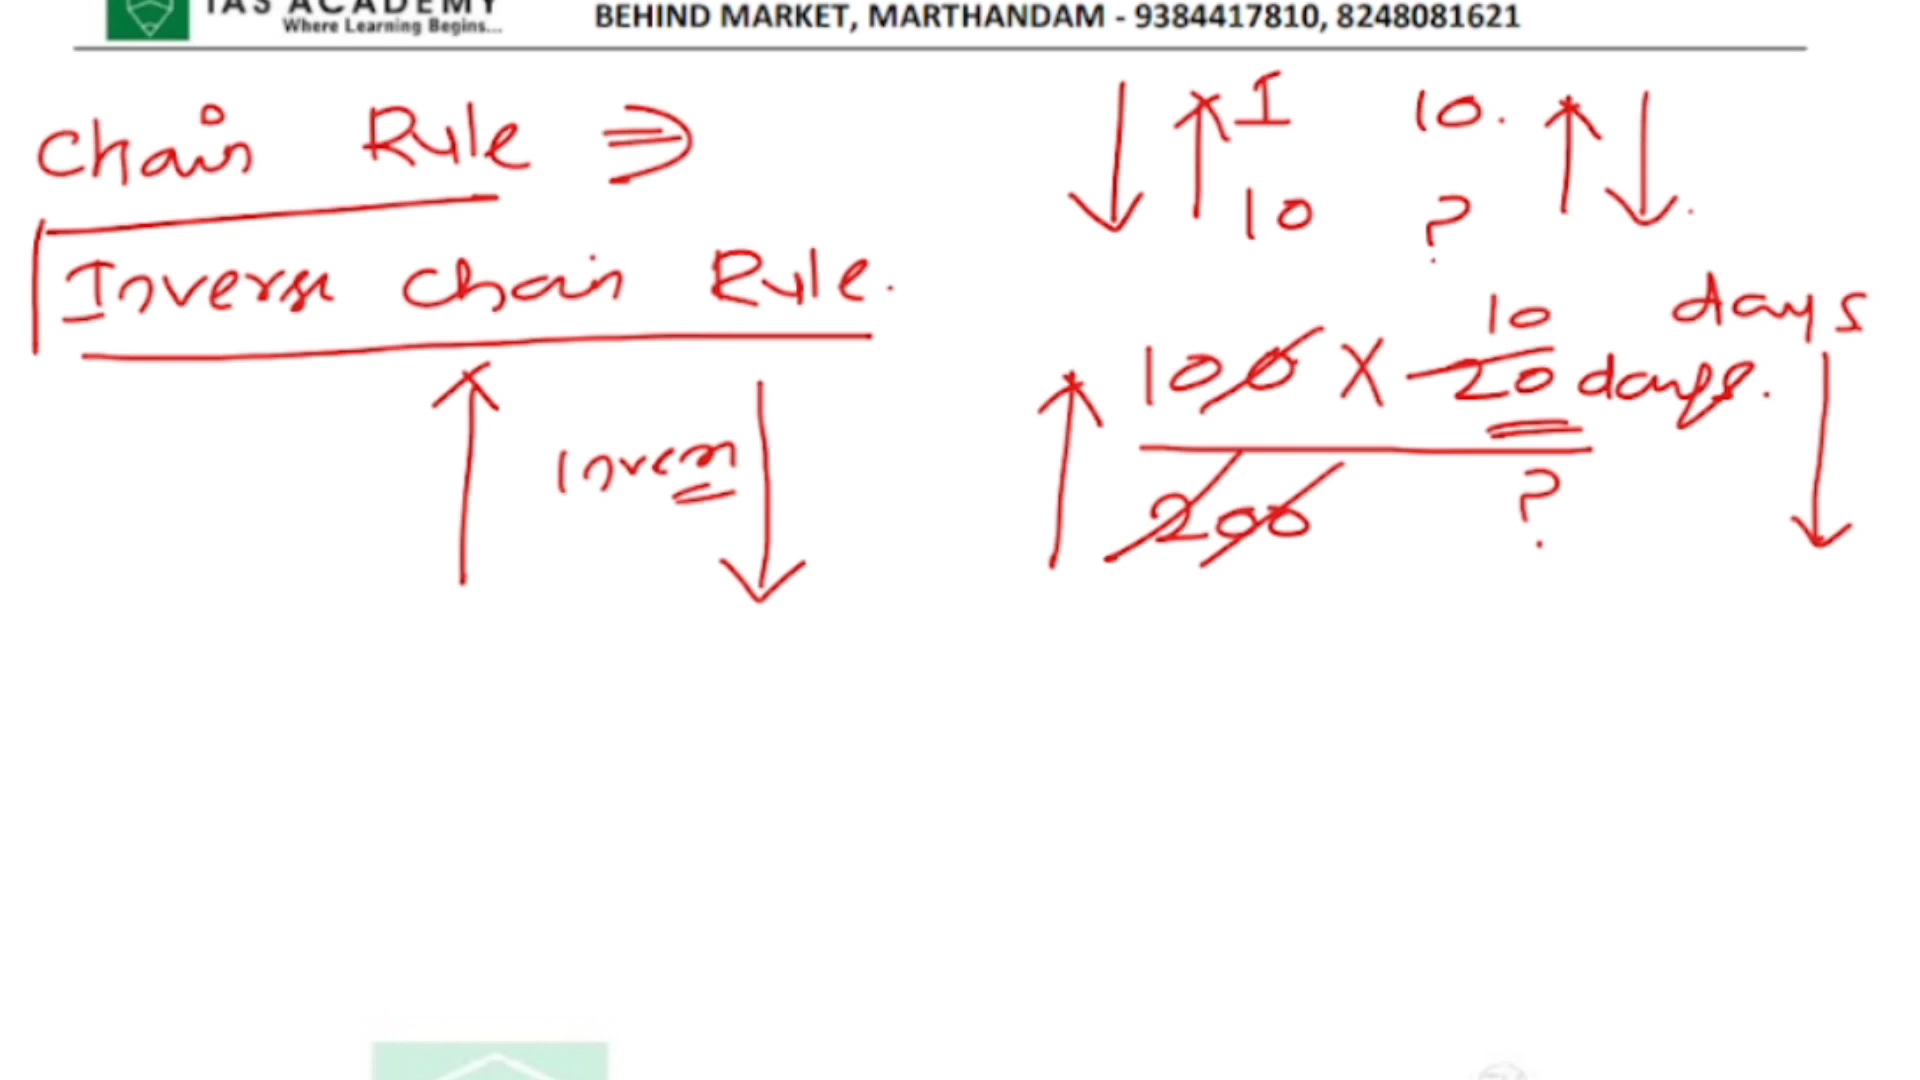 IAS ACADEMY
Where Learning Begins...
BEHIND MARKET, MARTHANDAM - 9384417810, 8248081621
Chain Rule ⇒
I 10.
10 ?
Inverse Chain Rule.
days
10
100 X 20 days.
Inverse
200 ?